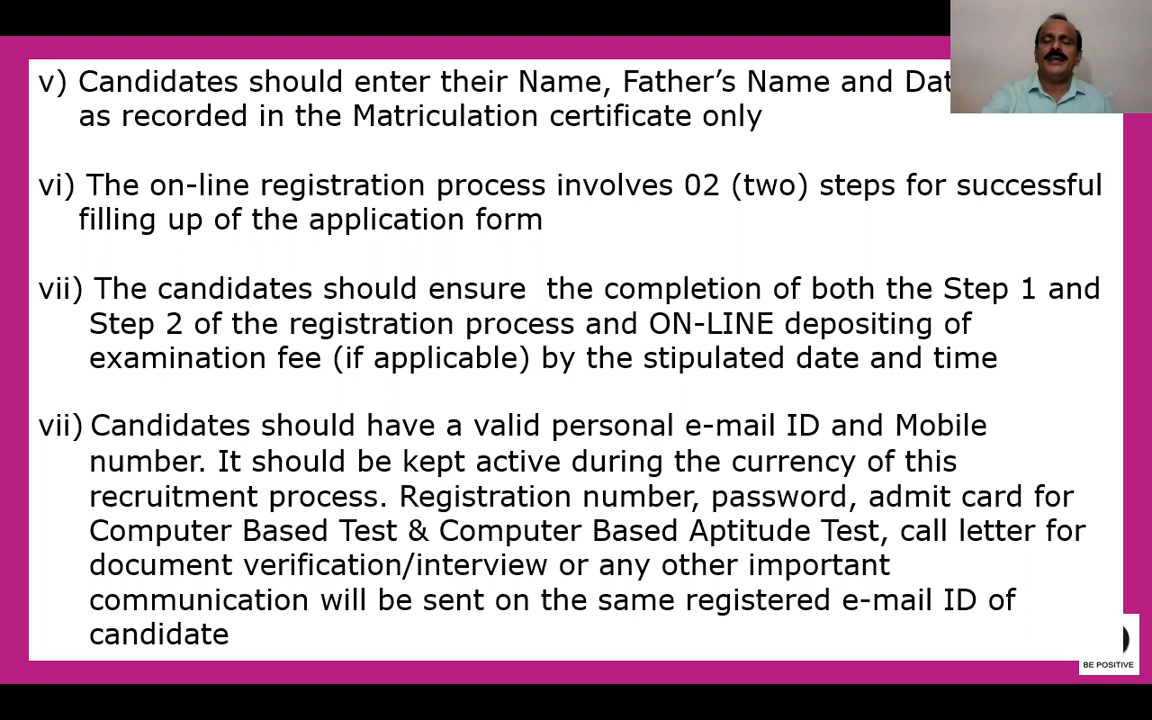 v) Candidates should enter their Name, Father’s Name and
as recorded in the Matriculation certificate only
vi) The on-line registration process involves 02 (two) steps for successful
filling up of the application form
vii) The candidates should ensure the completion of both the Step 1 and
Step 2 of the registration process and ON-LINE depositing of
examination fee (if applicable) by the stipulated date and time
vii) Candidates should have a valid personal e-mail ID and Mobile
number. It should be kept active during the currency of this
recruitment process. Registration number, password, admit card for
Computer Based Test & Computer Based Aptitude Test, call letter for
document verification/interview or any other important
communication will be sent on the same registered e-mail ID of
candidate
BE POSITIVE